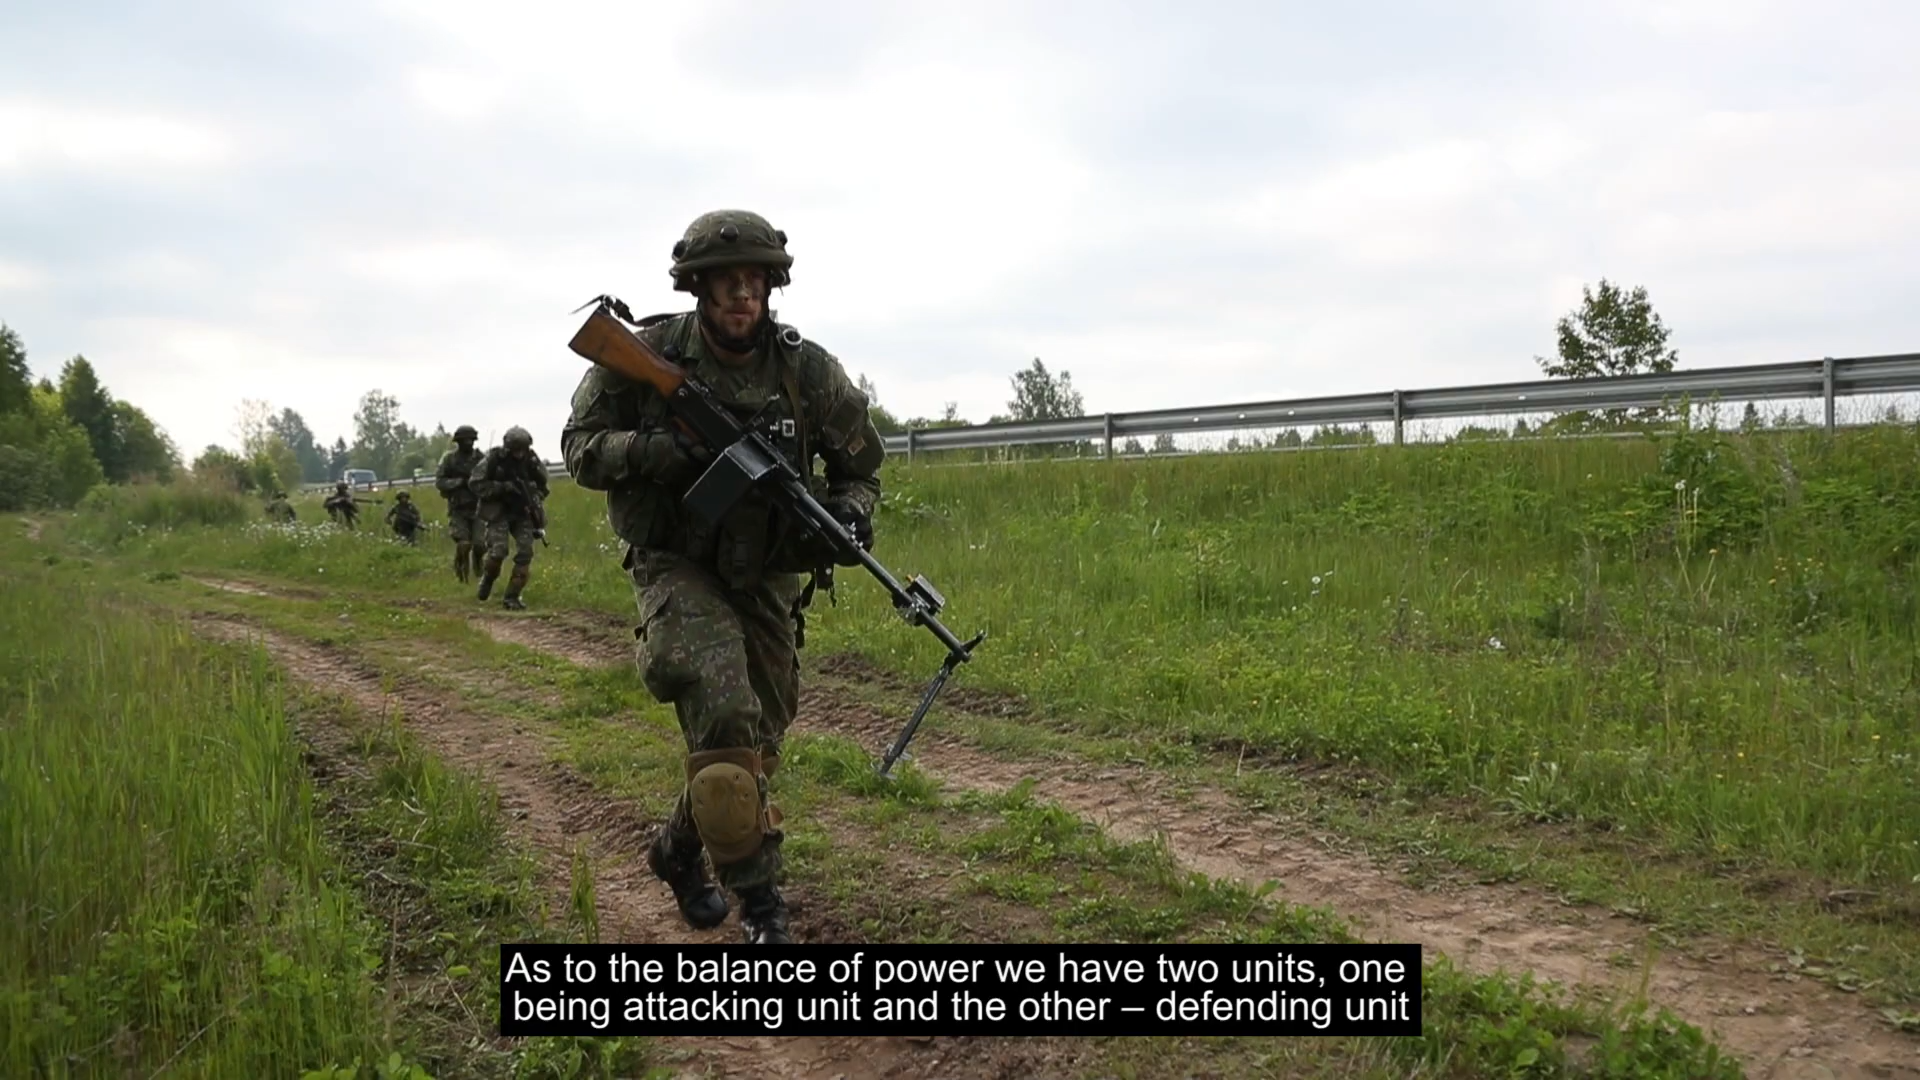 As to the balance of power we have two units, one
being attacking unit and the other – defending unit